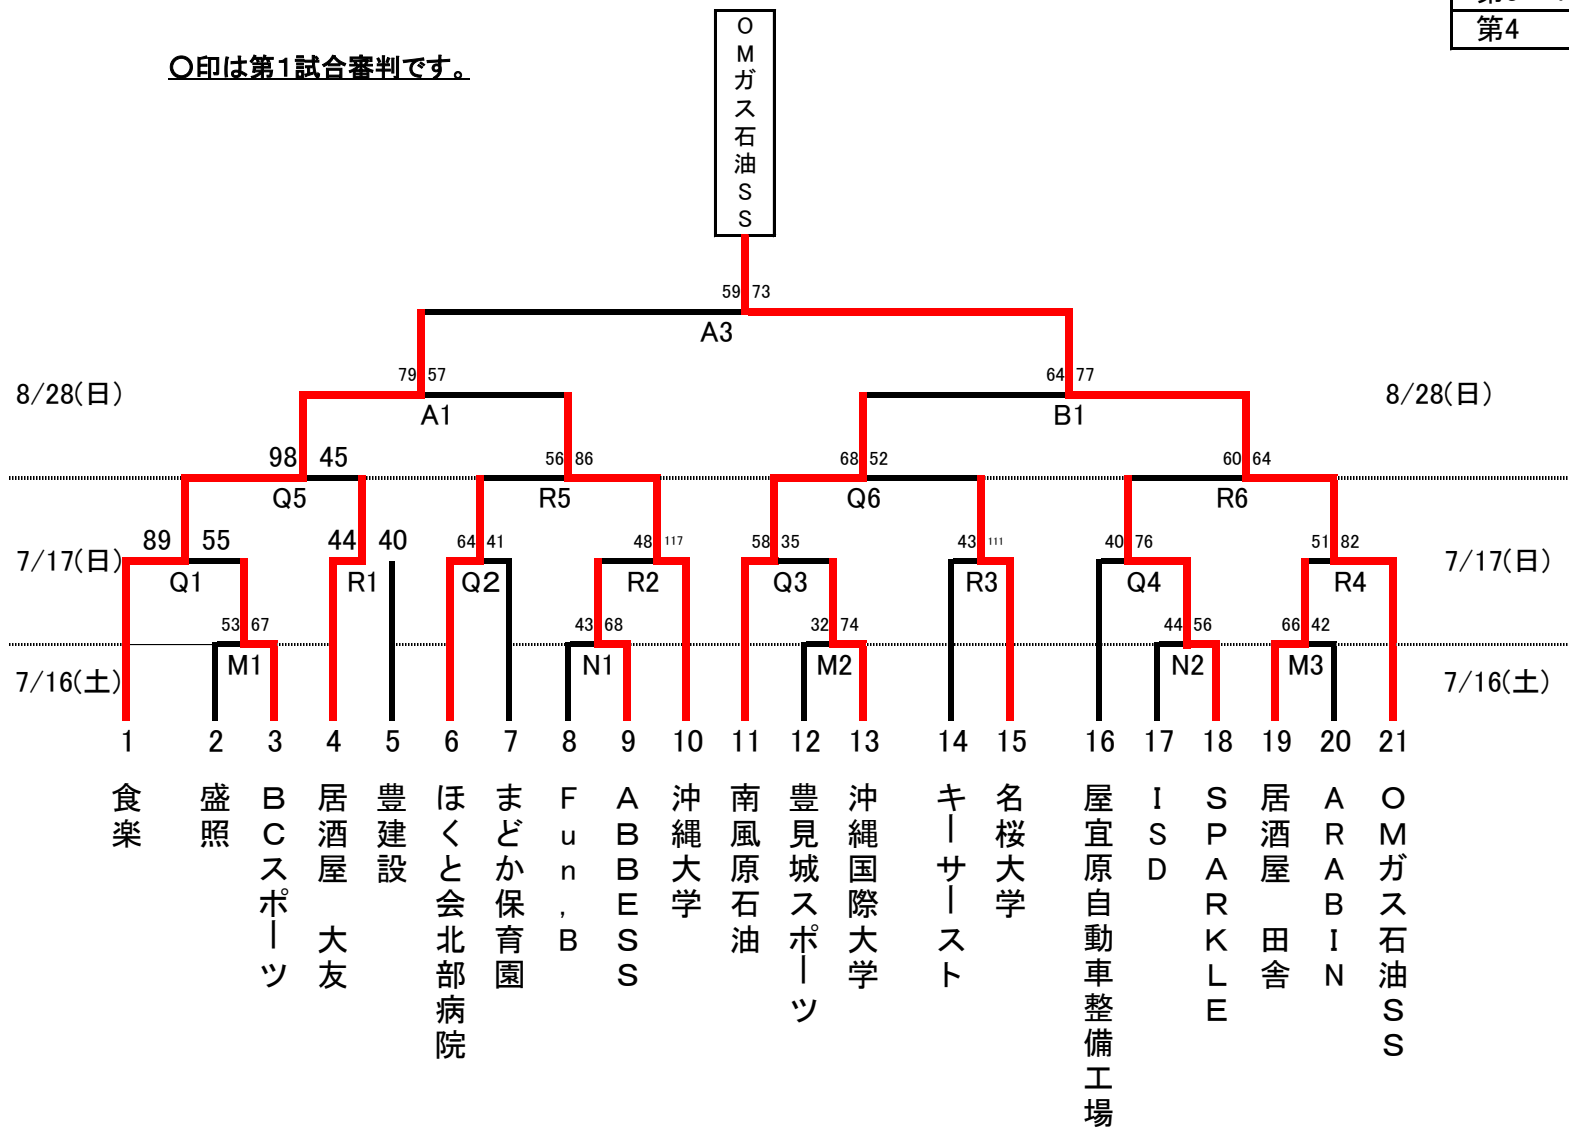 第4
〇印は第1試合審判です。
OMガス石油SS
59 73
A3
79 57
64 77
8/28(日)
A1
B1
8/28(日)
98 45
56 86
68 52
60 64
Q5
R5
Q6
R6
89 55
44 40
64 41
48 117
58 35
43 111
40 76
51 82
7/17(日)
Q1
R1
Q2
R2
Q3
R3
Q4
R4
7/17(日)
53 67
43 68
32 74
44 56
66 42
M1
N1
M2
N2
M3
7/16(土)
7/16(土)
1 2 3 4 5 6 7 8 9 10 11 12 13 14 15 16 17 18 19 20 21
食楽
盛照
BCスポーツ
居酒屋 大友
豊建設
ほくと会北部病院
まどか保育園
Fun,B
ABBESS
沖縄大学
南風原石油
豊見城スポーツ
沖縄国際大学
キーサースト
名桜大学
屋宜原自動車整備工場
ISD
SPARKLE
居酒屋 田舎
ARABIN
OMガス石油SS